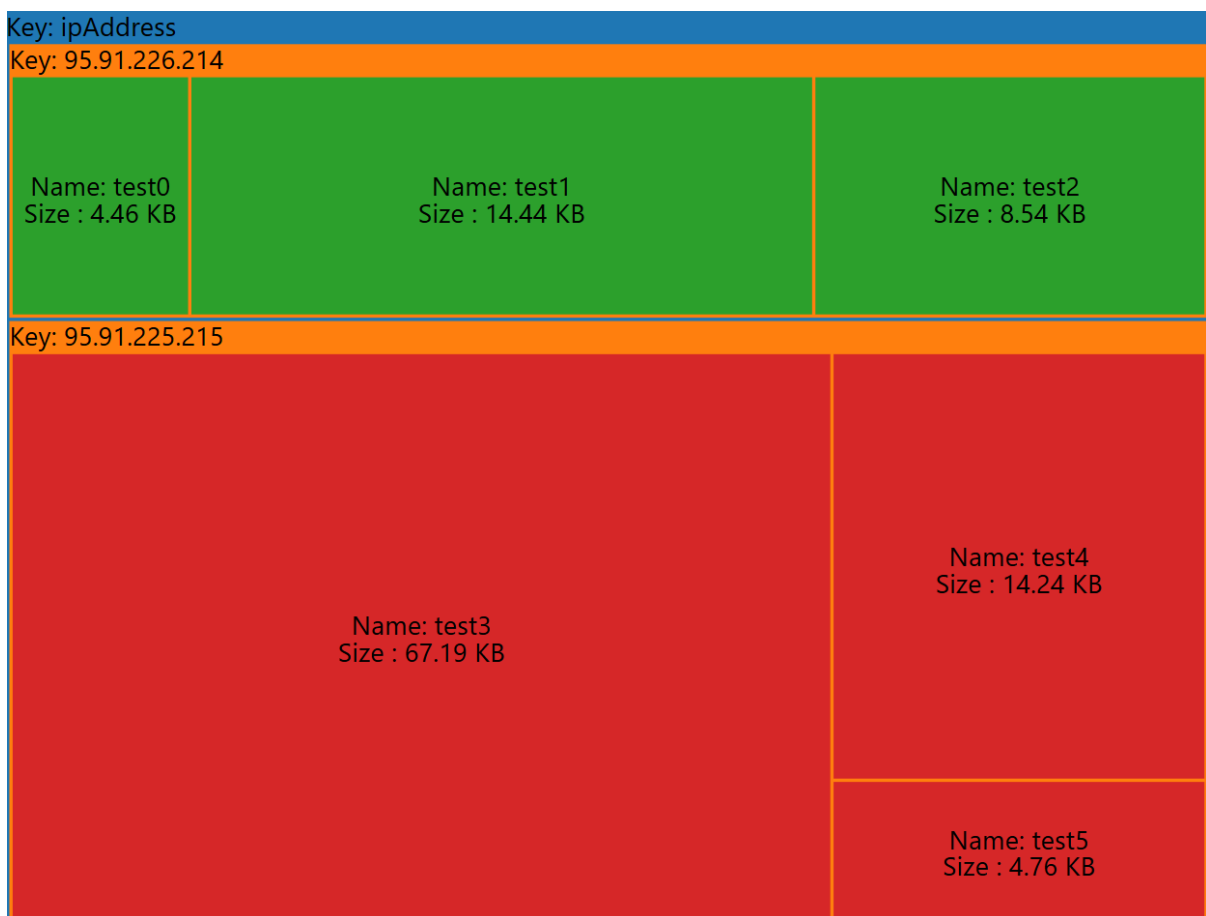 Key: ipAddress
Key: 95.91.226.214
Name: test0
Size : 4.46 KB
Name: test1
Size : 14.44 KB
Name: test2
Size : 8.54 KB
Key: 95.91.225.215
Name: test3
Size : 67.19 KB
Name: test4
Size : 14.24 KB
Name: test5
Size : 4.76 KB